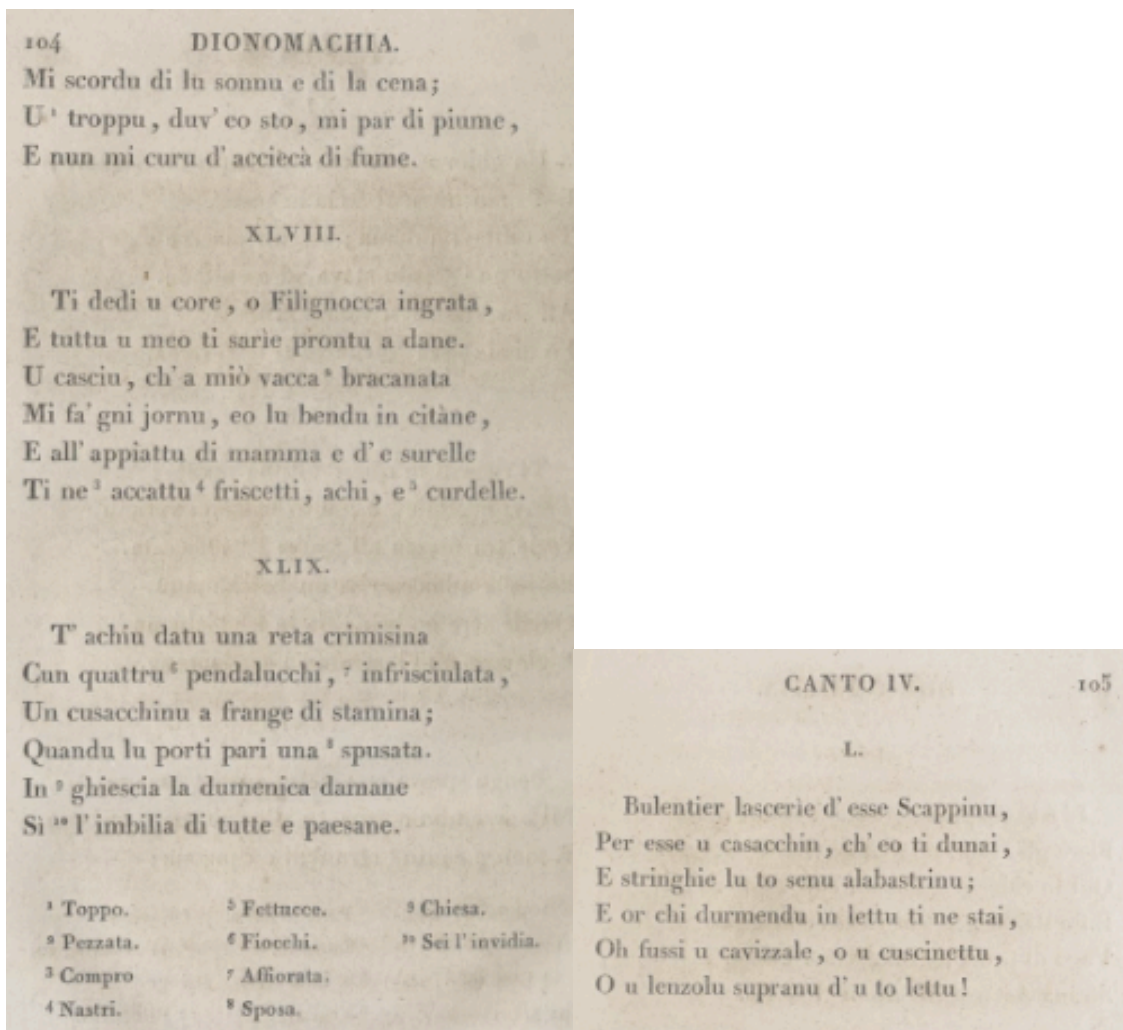 104 DIONOMACHIA.
Mi scordu di lu sonnu e di la cena;
U ¹ troppu, duv' eo sto, mi par di piume,
E nun mi curu d' acciecà di fume.
XLVIII.
Ti dedi u core, o Filignocca ingrata,
E tuttu u meo ti sarìe prontu a dane.
U casciu, ch' a miò vacca ² bracanata
Mi fa' gni jornu, eo lu bendu in citàne,
E all' appiattu di mamma e d' e surelle
Ti ne ³ accattu ⁴ friscetti, achi, e ⁵ curdelle.
XLIX.
T' achiu datu una reta crimisina
Cun quattru ⁶ pendalucchi, ⁷ infrisciulata,
Un cusacchinu a frange di stamina;
Quandu lu porti pari una ⁸ spusata.
In ⁹ ghiescia la dumenica damane
Sì ¹⁰ l' imbilia di tutte e paesane.
¹ Toppo.
² Pezzata.
³ Compro
⁴ Nastri.
⁵ Fettucce.
⁶ Fiocchi.
⁷ Affiorata.
⁸ Sposa.
⁹ Chiesa.
¹⁰ Sei l' invidia.
CANTO IV. 105
L.
Bulentier lascerie d' esse Scappinu,
Per esse u casacchin, ch' eo ti dunai,
E stringhie lu to senu alabastrinu;
E or chi durmendu in lettu ti ne stai,
Oh fussi u cavizzale, o u cuscinettu,
O u lenzolu supranu d' u to lettu!